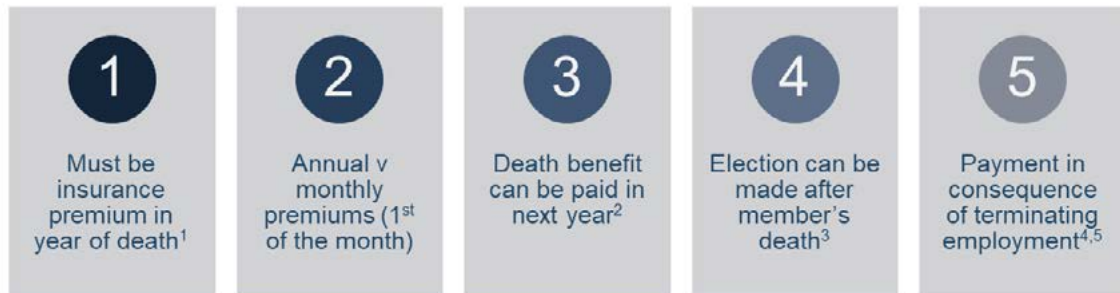 1
Must be
insurance
premium in
year of death¹
2
Annual v
monthly
premiums (1ˢᵗ
of the month)
3
Death benefit
can be paid in
next year²
4
Election can be
made after
member's
death³
5
Payment in
consequence
of terminating
employment⁴,⁵